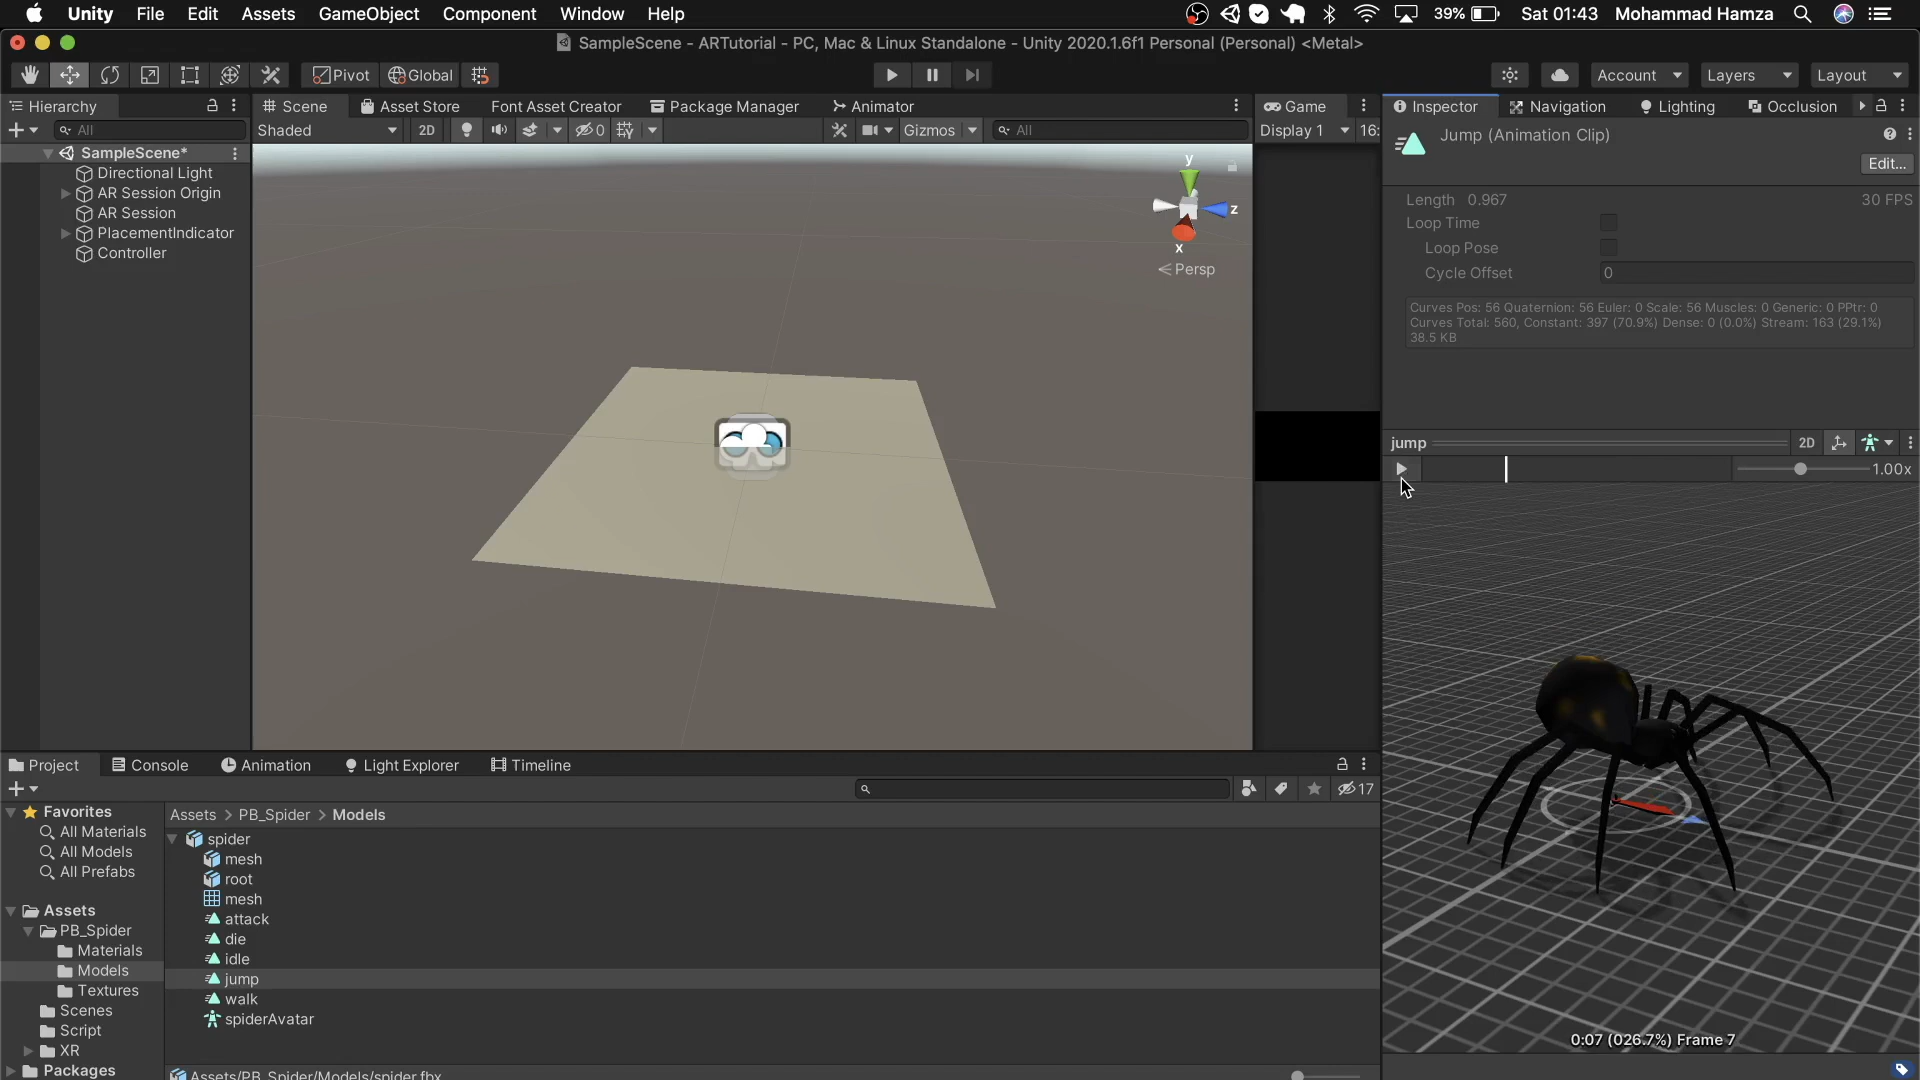 Unity File Edit Assets GameObject Component Window Help 39% Sat 01:43 Mohammad Hamza
SampleScene - ARTutorial - PC, Mac & Linux Standalone - Unity 2020.1.6f1 Personal (Personal) <Metal>
Pivot Global Account Layers Layout
Hierarchy Scene Asset Store Font Asset Creator Package Manager Animator Game Inspector Navigation Lighting Occlusion
All Shaded 2D 0 Gizmos All Display 1 16:
SampleScene*
Directional Light
AR Session Origin
AR Session
PlacementIndicator
Controller
y
z
x
Persp
Jump (Animation Clip)
Edit...
Length 0.967 30 FPS
Loop Time
Loop Pose
Cycle Offset 0
Curves Pos: 56 Quaternion: 56 Euler: 0 Scale: 56 Muscles: 0 Generic: 0 PPtr: 0
Curves Total: 560, Constant: 397 (70.9%) Dense: 0 (0.0%) Stream: 163 (29.1%)
38.5 KB
jump 2D
1.00x
0:07 (026.7%) Frame 7
Project Console Animation Light Explorer Timeline
17
Favorites
All Materials
All Models
All Prefabs
Assets
PB_Spider
Materials
Models
Textures
Scenes
Script
XR
Packages
Assets > PB_Spider > Models
spider
mesh
root
mesh
attack
die
idle
jump
walk
spiderAvatar
Assets/PB_Spider/Models/spider.fbx